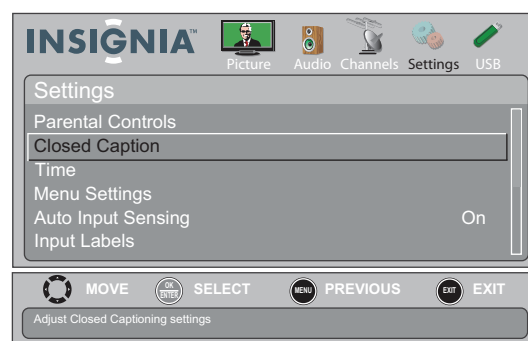 INSIGNIA™
Picture Audio Channels Settings USB
Settings
Parental Controls
Closed Caption
Time
Menu Settings
Auto Input Sensing On
Input Labels
MOVE OK ENTER SELECT MENU PREVIOUS EXIT EXIT
Adjust Closed Captioning settings